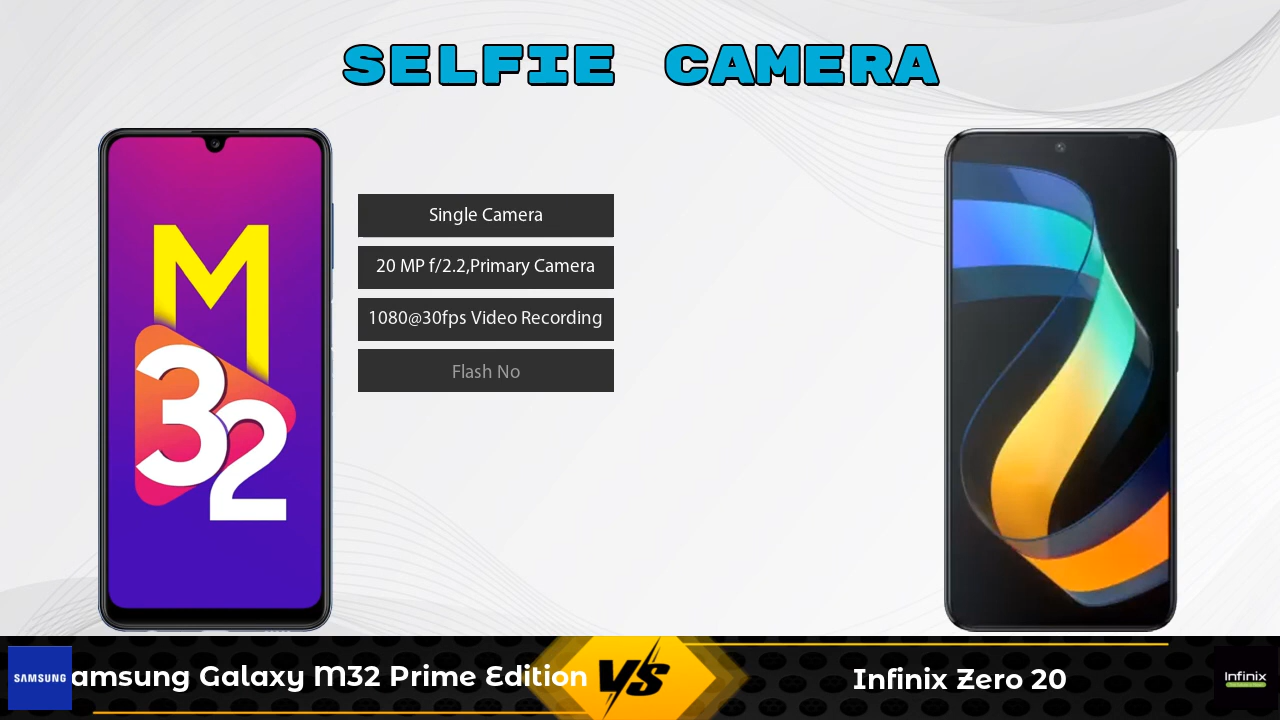 SELFIE CAMERA
M
32
Single Camera
20 MP f/2.2,Primary Camera
1080@30fps Video Recording
Flash No
SAMSUNG
amsung Galaxy M32 Prime Edition
VS
Infinix Zero 20
Infinix